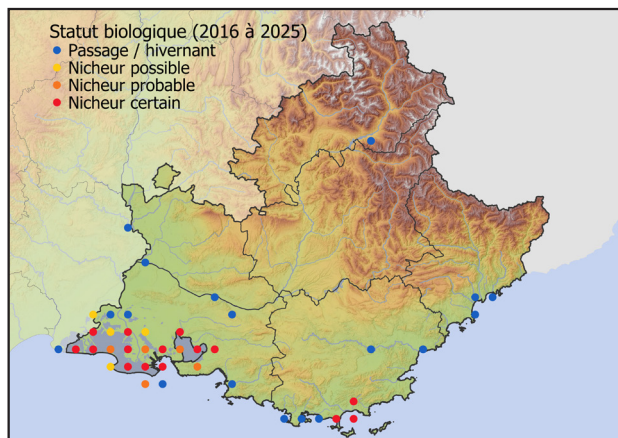 Statut biologique (2016 à 2025)
Passage / hivernant
Nicheur possible
Nicheur probable
Nicheur certain